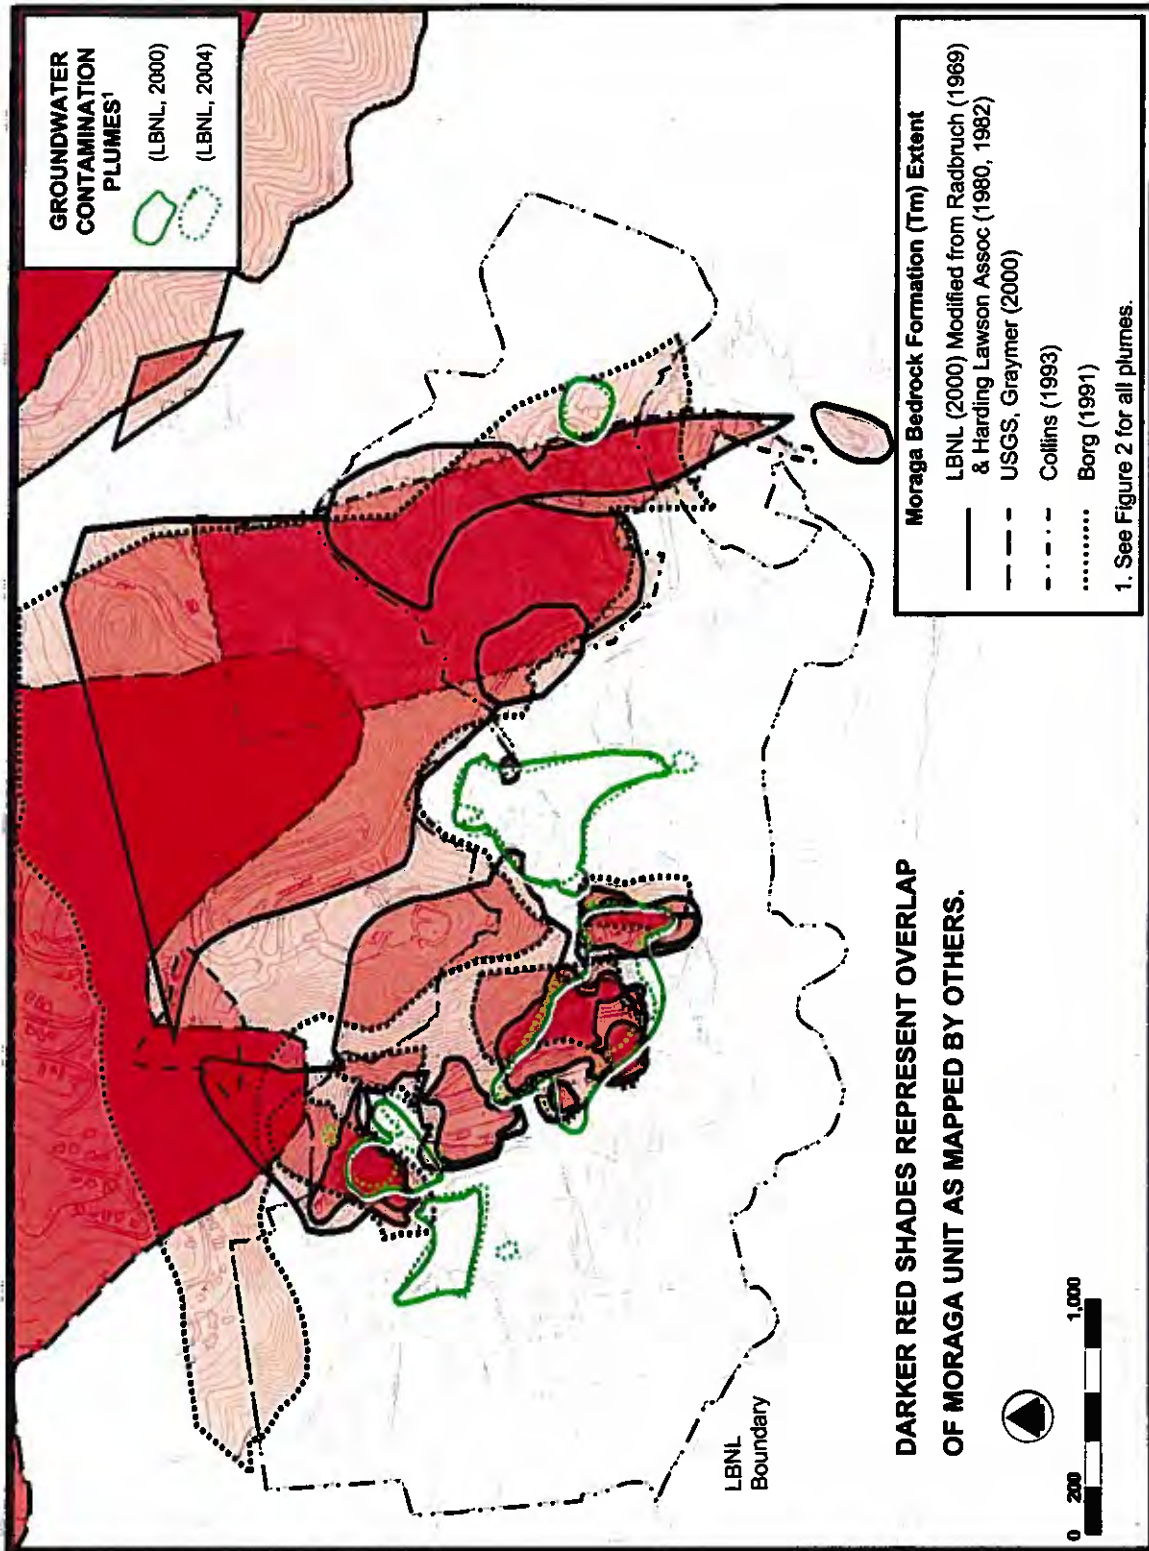 GROUNDWATER
CONTAMINATION
PLUMES¹
(LBNL, 2000)
(LBNL, 2004)
Moraga Bedrock Formation (Tm) Extent
LBNL (2000) Modified from Radbruch (1969)
& Harding Lawson Assoc (1980, 1982)
USGS, Graymer (2000)
Collins (1993)
Borg (1991)
1. See Figure 2 for all plumes.
LBNL
Boundary
DARKER RED SHADES REPRESENT OVERLAP
OF MORAGA UNIT AS MAPPED BY OTHERS.
0 200 1,000